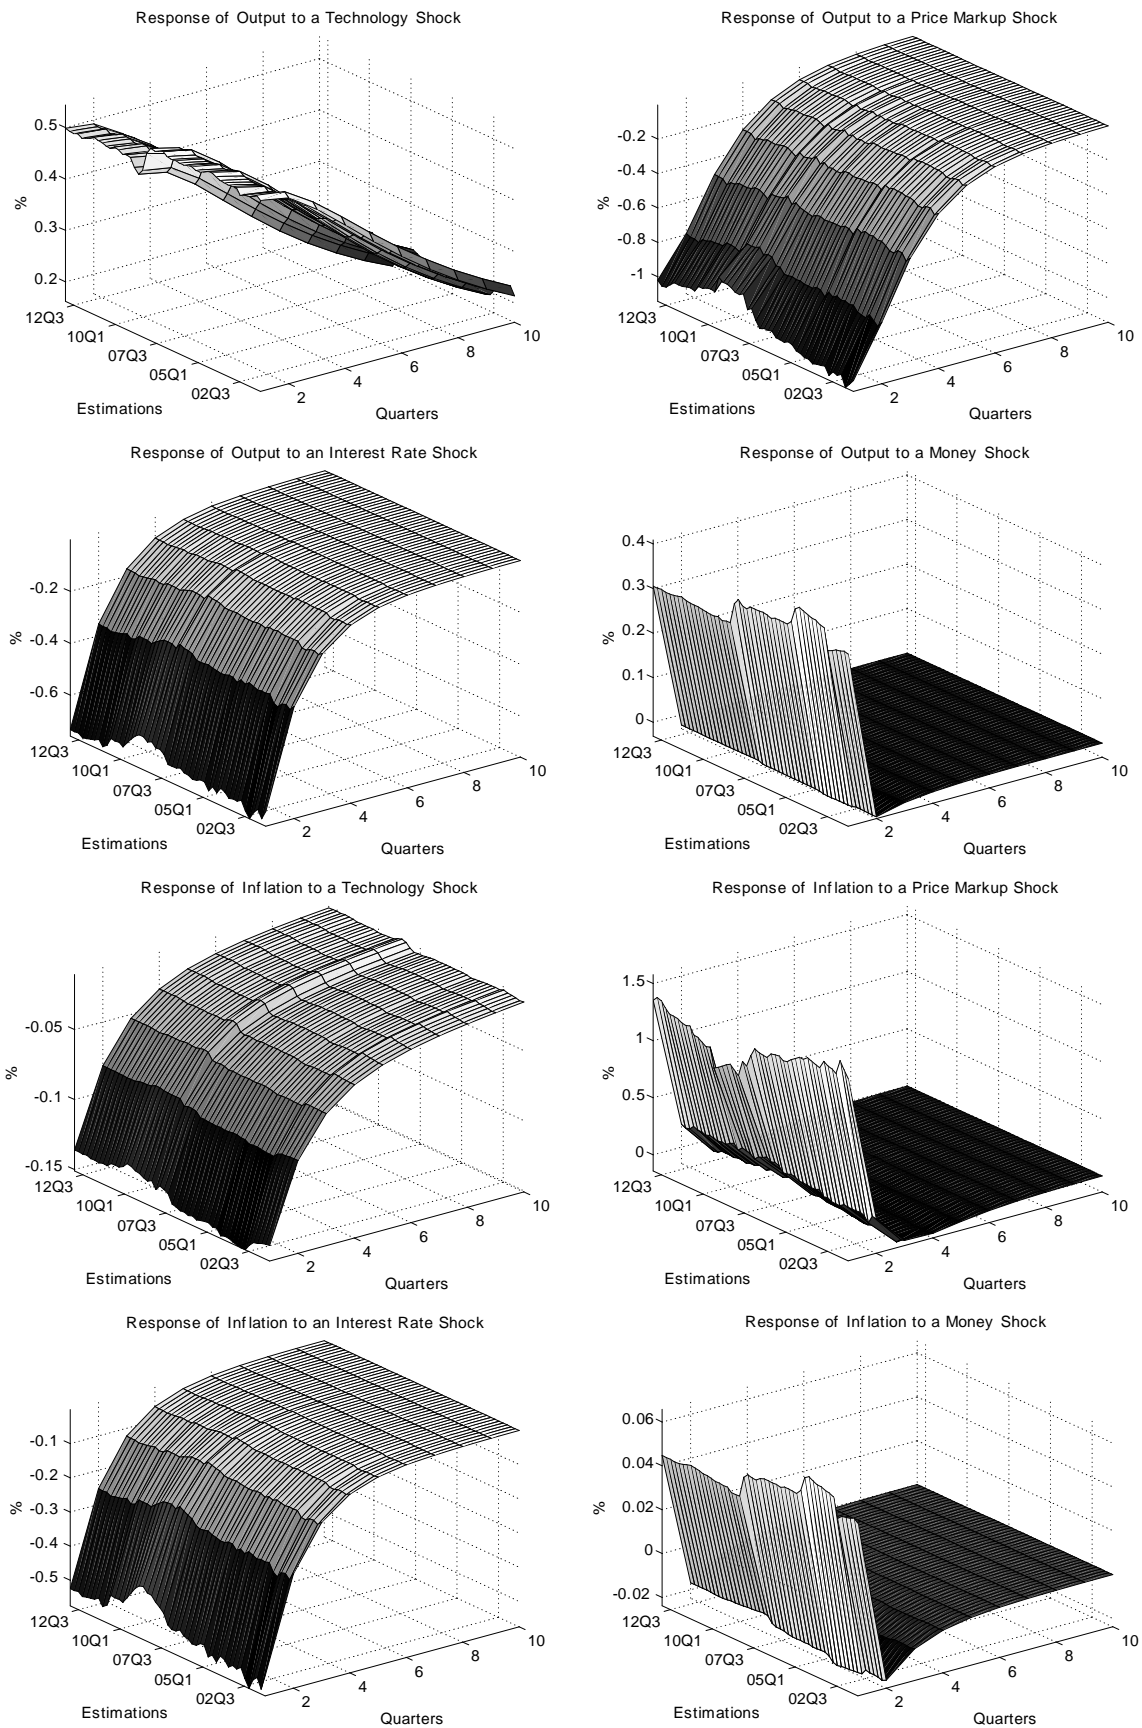 Response of Output to a Technology Shock
0.5
0.4
0.3
0.2
%
12Q3
10Q1
07Q3
05Q1
02Q3
Estimations
2
4
6
8
10
Quarters
Response of Output to a Price Markup Shock
-0.2
-0.4
-0.6
-0.8
-1
%
12Q3
10Q1
07Q3
05Q1
02Q3
Estimations
2
4
6
8
10
Quarters
Response of Output to an Interest Rate Shock
-0.2
-0.4
-0.6
%
12Q3
10Q1
07Q3
05Q1
02Q3
Estimations
2
4
6
8
10
Quarters
Response of Output to a Money Shock
0.4
0.3
0.2
0.1
0
%
12Q3
10Q1
07Q3
05Q1
02Q3
Estimations
2
4
6
8
10
Quarters
Response of Inflation to a Technology Shock
-0.05
-0.1
-0.15
%
12Q3
10Q1
07Q3
05Q1
02Q3
Estimations
2
4
6
8
10
Quarters
Response of Inflation to a Price Markup Shock
1.5
1
0.5
0
%
12Q3
10Q1
07Q3
05Q1
02Q3
Estimations
2
4
6
8
10
Quarters
Response of Inflation to an Interest Rate Shock
-0.1
-0.2
-0.3
-0.4
-0.5
%
12Q3
10Q1
07Q3
05Q1
02Q3
Estimations
2
4
6
8
10
Quarters
Response of Inflation to a Money Shock
0.06
0.04
0.02
0
-0.02
%
12Q3
10Q1
07Q3
05Q1
02Q3
Estimations
2
4
6
8
10
Quarters